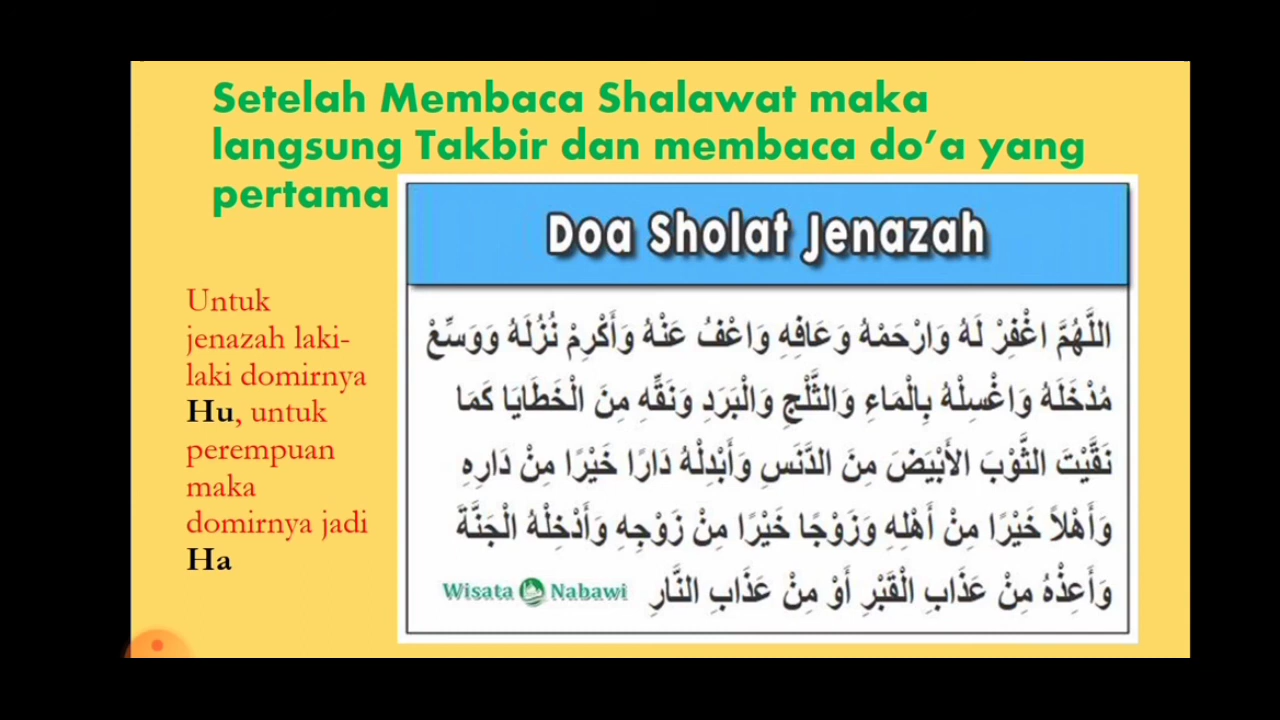 Setelah Membaca Shalawat maka
langsung Takbir dan membaca do’a yang
pertama
Doa Sholat Jenazah
Untuk
jenazah laki-
laki domirnya
Hu, untuk
perempuan
maka
domirnya jadi
Ha
اللَّهُمَّ اغْفِرْ لَهُ وَارْحَمْهُ وَعَافِهِ وَاعْفُ عَنْهُ وَأَكْرِمْ نُزُلَهُ وَوَسِّعْ
مُدْخَلَهُ وَاغْسِلْهُ بِالْمَاءِ وَالثَّلْجِ وَالْبَرَدِ وَنَقِّهِ مِنَ الْخَطَايَا كَمَا
نَقَّيْتَ الثَّوْبَ الأَبْيَضَ مِنَ الدَّنَسِ وَأَبْدِلْهُ دَارًا خَيْرًا مِنْ دَارِهِ
وَأَهْلاً خَيْرًا مِنْ أَهْلِهِ وَزَوْجًا خَيْرًا مِنْ زَوْجِهِ وَأَدْخِلْهُ الْجَنَّةَ
وَأَعِذْهُ مِنْ عَذَابِ الْقَبْرِ أَوْ مِنْ عَذَابِ النَّارِ
Wisata Nabawi